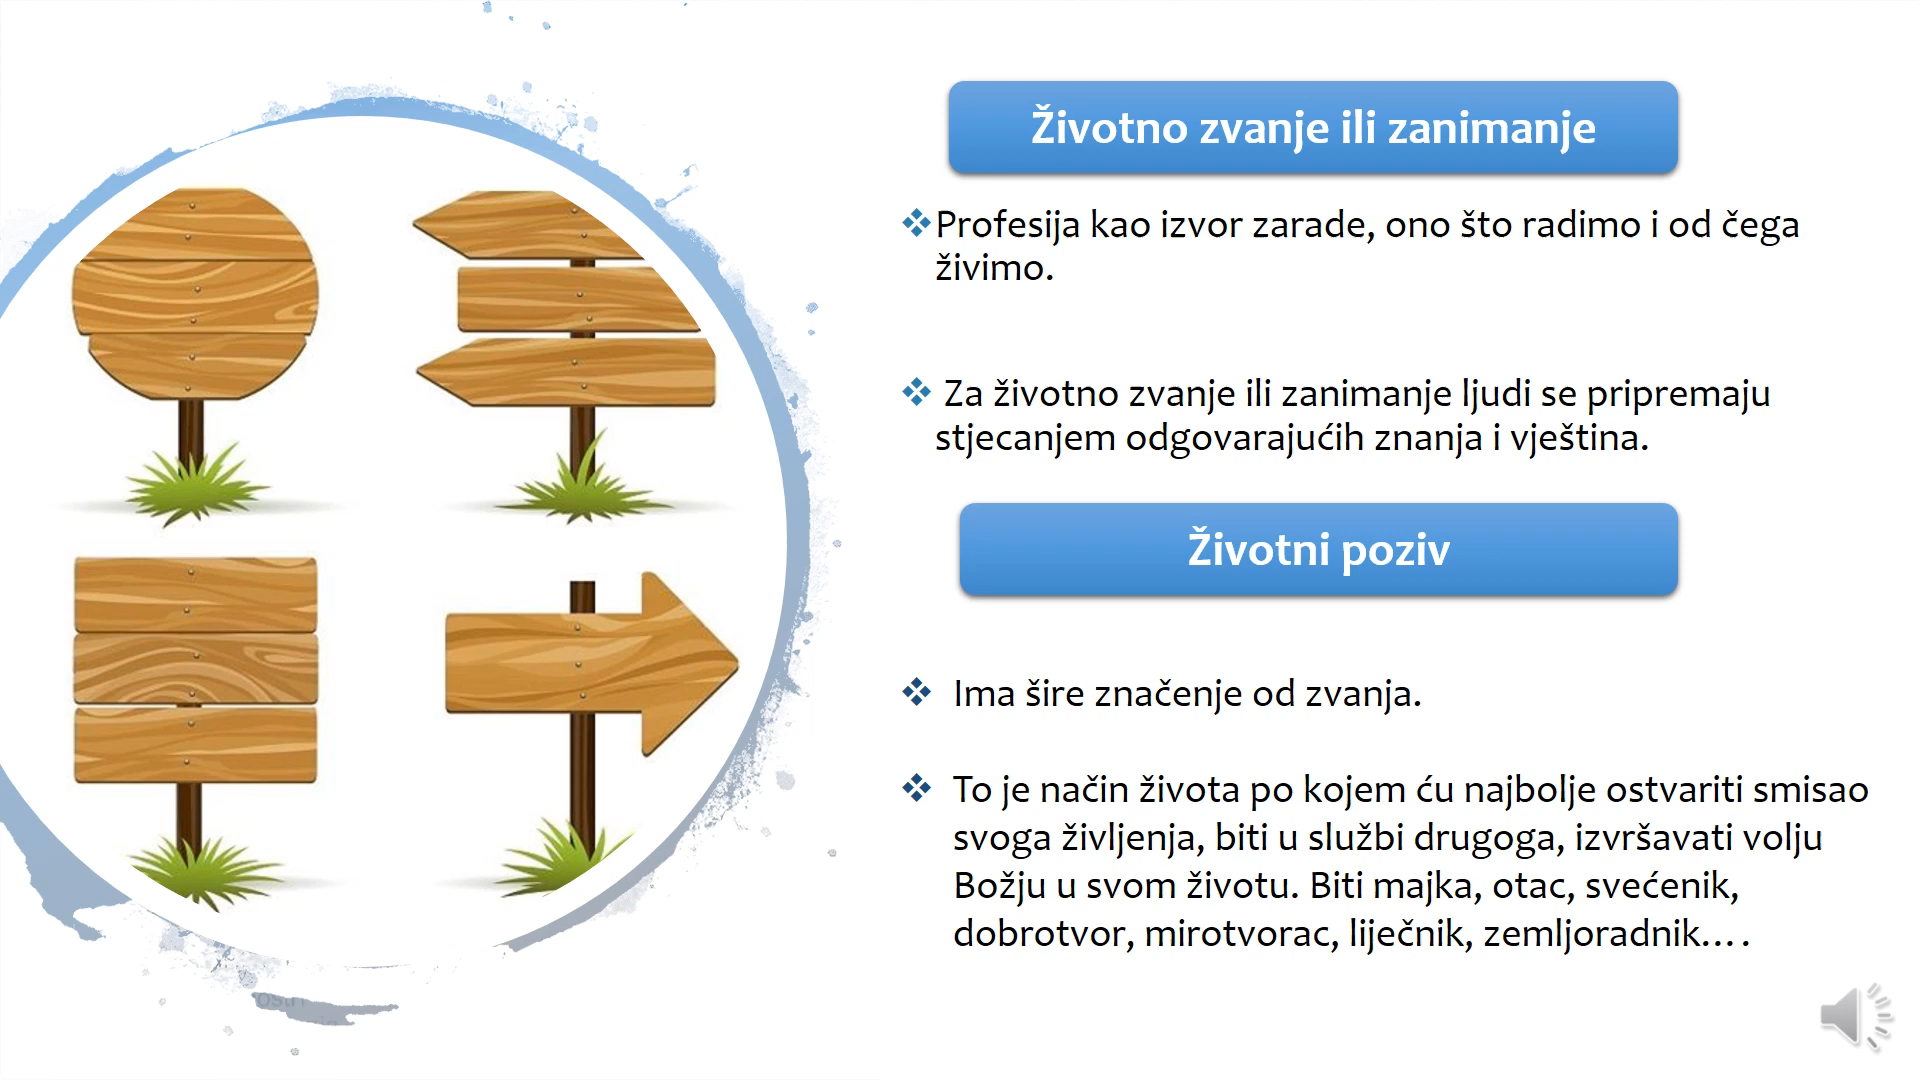 Životno zvanje ili zanimanje
Profesija kao izvor zarade, ono što radimo i od čega
živimo.
Za životno zvanje ili zanimanje ljudi se pripremaju
stjecanjem odgovarajućih znanja i vještina.
Životni poziv
Ima šire značenje od zvanja.
To je način života po kojem ću najbolje ostvariti smisao
svoga življenja, biti u službi drugoga, izvršavati volju
Božju u svom životu. Biti majka, otac, svećenik,
dobrotvor, mirotvorac, liječnik, zemljoradnik….